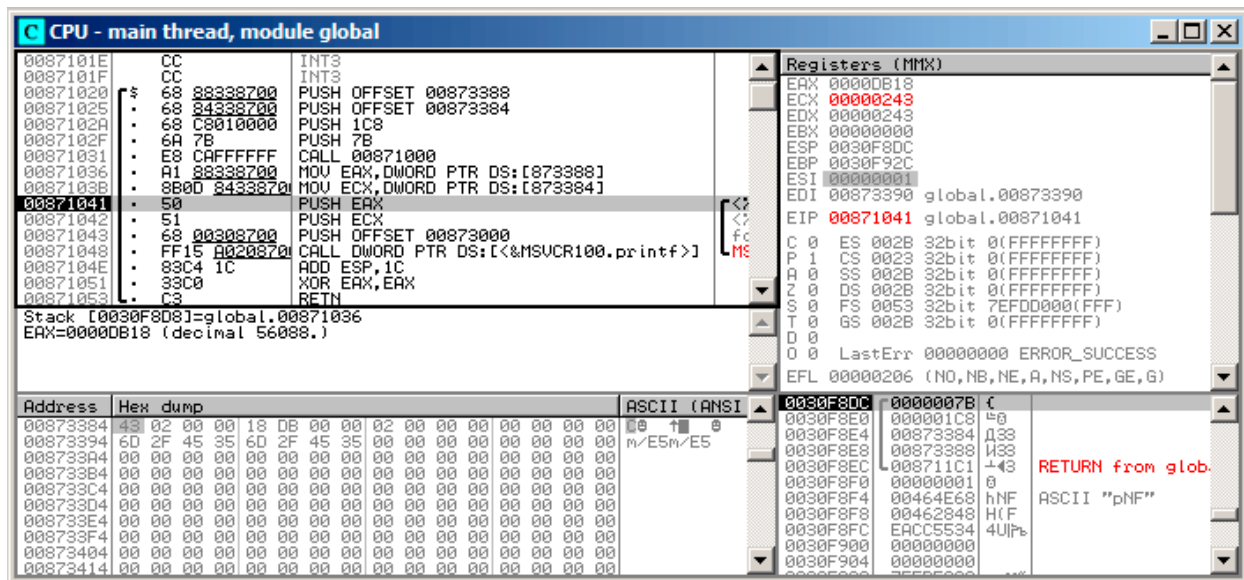 C CPU - main thread, module global
0087101E CC INT3
0087101F CC INT3
00871020 $ 68 88338700 PUSH OFFSET 00873388
00871025 . 68 84338700 PUSH OFFSET 00873384
0087102A . 68 C8010000 PUSH 1C8
0087102F . 6A 7B PUSH 7B
00871031 . E8 CAFFFFFF CALL 00871000
00871036 . A1 88338700 MOV EAX,DWORD PTR DS:[873388]
0087103B . 8B0D 84338700 MOV ECX,DWORD PTR DS:[873384]
00871041 . 50 PUSH EAX <%
00871042 . 51 PUSH ECX <%
00871043 . 68 00308700 PUSH OFFSET 00873000 fo
00871048 . FF15 A0208700 CALL DWORD PTR DS:[<&MSVCR100.printf>] MS
0087104E . 83C4 1C ADD ESP,1C
00871051 . 33C0 XOR EAX,EAX
00871053 . C3 RETN
Stack [0030F8D8]=global.00871036
EAX=0000DB18 (decimal 56088.)
Registers (MMX)
EAX 0000DB18
ECX 00000243
EDX 00000243
EBX 00000000
ESP 0030F8DC
EBP 0030F92C
ESI 00000001
EDI 00873390 global.00873390
EIP 00871041 global.00871041
C 0 ES 002B 32bit 0(FFFFFFFF)
P 1 CS 0023 32bit 0(FFFFFFFF)
A 0 SS 002B 32bit 0(FFFFFFFF)
Z 0 DS 002B 32bit 0(FFFFFFFF)
S 0 FS 0053 32bit 7EFDD000(FFF)
T 0 GS 002B 32bit 0(FFFFFFFF)
D 0
O 0 LastErr 00000000 ERROR_SUCCESS
EFL 00000206 (NO,NB,NE,A,NS,PE,GE,G)
Address Hex dump ASCII (ANSI
00873384 43 02 00 00 18 DB 00 00 02 00 00 00 00 00 00 00
00873394 6D 2F 45 35 6D 2F 45 35 00 00 00 00 00 00 00 00 m/E5m/E5
008733A4 00 00 00 00 00 00 00 00 00 00 00 00 00 00 00 00
008733B4 00 00 00 00 00 00 00 00 00 00 00 00 00 00 00 00
008733C4 00 00 00 00 00 00 00 00 00 00 00 00 00 00 00 00
008733D4 00 00 00 00 00 00 00 00 00 00 00 00 00 00 00 00
008733E4 00 00 00 00 00 00 00 00 00 00 00 00 00 00 00 00
008733F4 00 00 00 00 00 00 00 00 00 00 00 00 00 00 00 00
00873404 00 00 00 00 00 00 00 00 00 00 00 00 00 00 00 00
00873414 00 00 00 00 00 00 00 00 00 00 00 00 00 00 00 00
0030F8DC 0000007B {
0030F8E0 000001C8
0030F8E4 00873384 Д33
0030F8E8 00873388 И33
0030F8EC 008711C1 RETURN from glob
0030F8F0 00000001
0030F8F4 00464E68 hNF ASCII "pNF"
0030F8F8 00462848 H(F
0030F8FC EACC5534
0030F900 00000000
0030F904 00000000